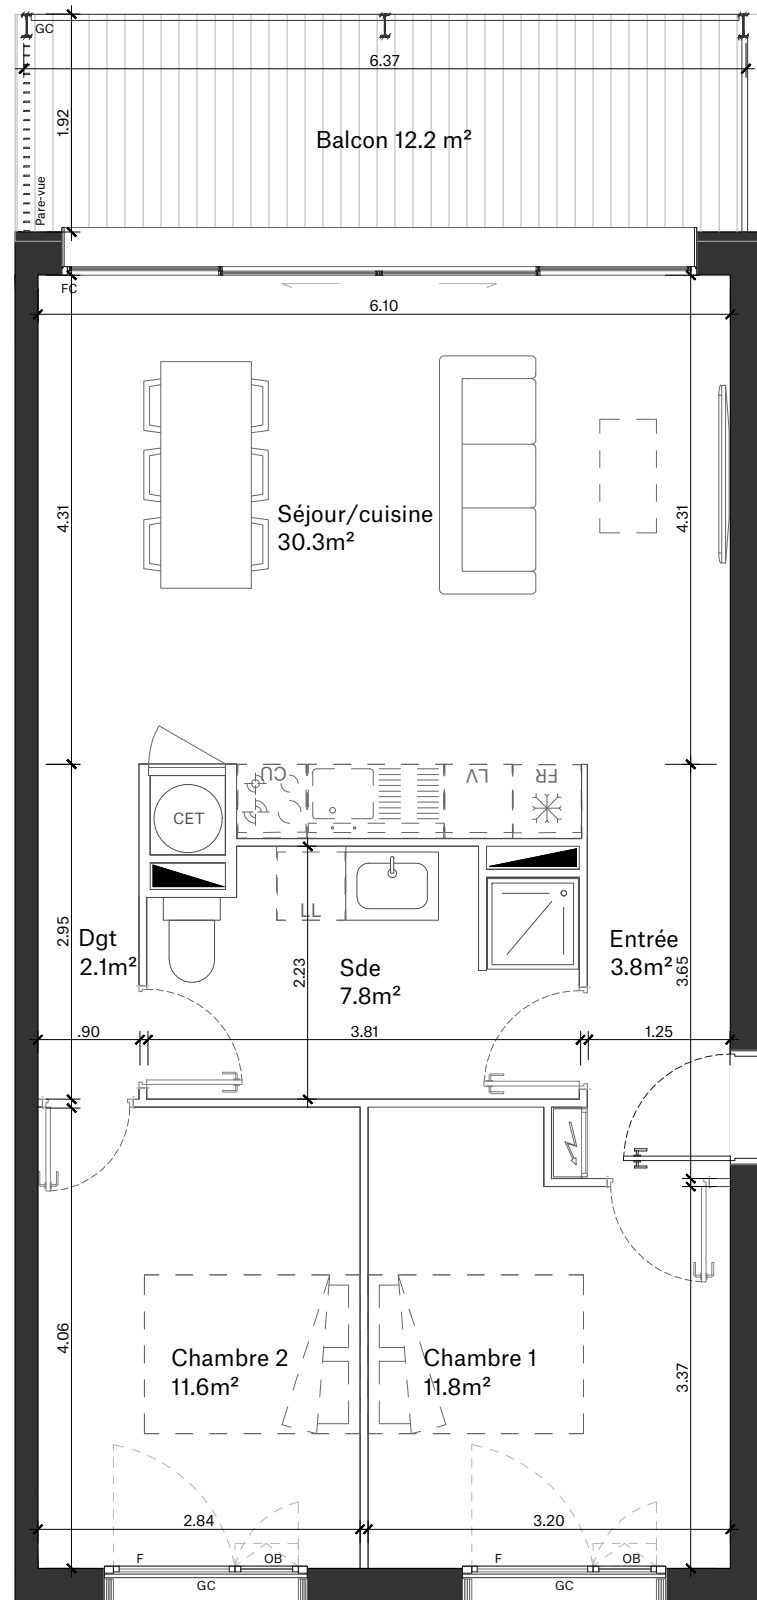 GC
6.37
1.92
Balcon 12.2 m²
Pare-vue
FC
6.10
4.31
Séjour/cuisine
30.3m²
4.31
CU
LV
FR
CET
LL
2.95
Dgt
2.1m²
2.23
Sde
7.8m²
Entrée
3.8m²
3.65
.90
3.81
1.25
4.06
Chambre 2
11.6m²
Chambre 1
11.8m²
3.37
2.84
3.20
F
OB
F
OB
GC
GC